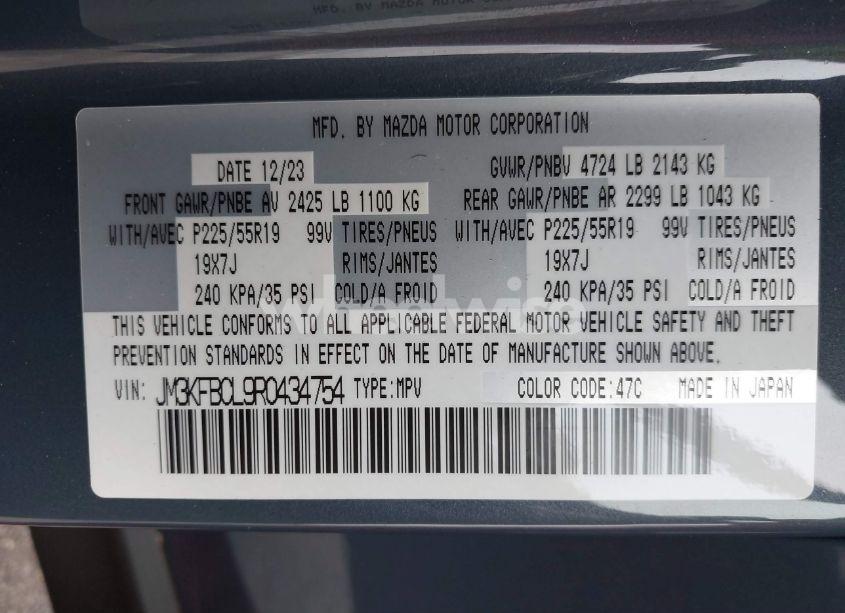 MFD. BY MAZDA MOTOR CORPORATION
DATE 12/23 GVWR/PNBV 4724 LB 2143 KG
FRONT GAWR/PNBE AV 2425 LB 1100 KG REAR GAWR/PNBE AR 2299 LB 1043 KG
WITH/AVEC P225/55R19 99V TIRES/PNEUS WITH/AVEC P225/55R19 99V TIRES/PNEUS
19X7J RIMS/JANTES 19X7J RIMS/JANTES
240 KPA/35 PSI COLD/A FROID 240 KPA/35 PSI COLD/A FROID
wheelwise
THIS VEHICLE CONFORMS TO ALL APPLICABLE FEDERAL MOTOR VEHICLE SAFETY AND THEFT
PREVENTION STANDARDS IN EFFECT ON THE DATE OF MANUFACTURE SHOWN ABOVE.
VIN: JM3KFBCL9R0434754 TYPE:MPV COLOR CODE:47C MADE IN JAPAN